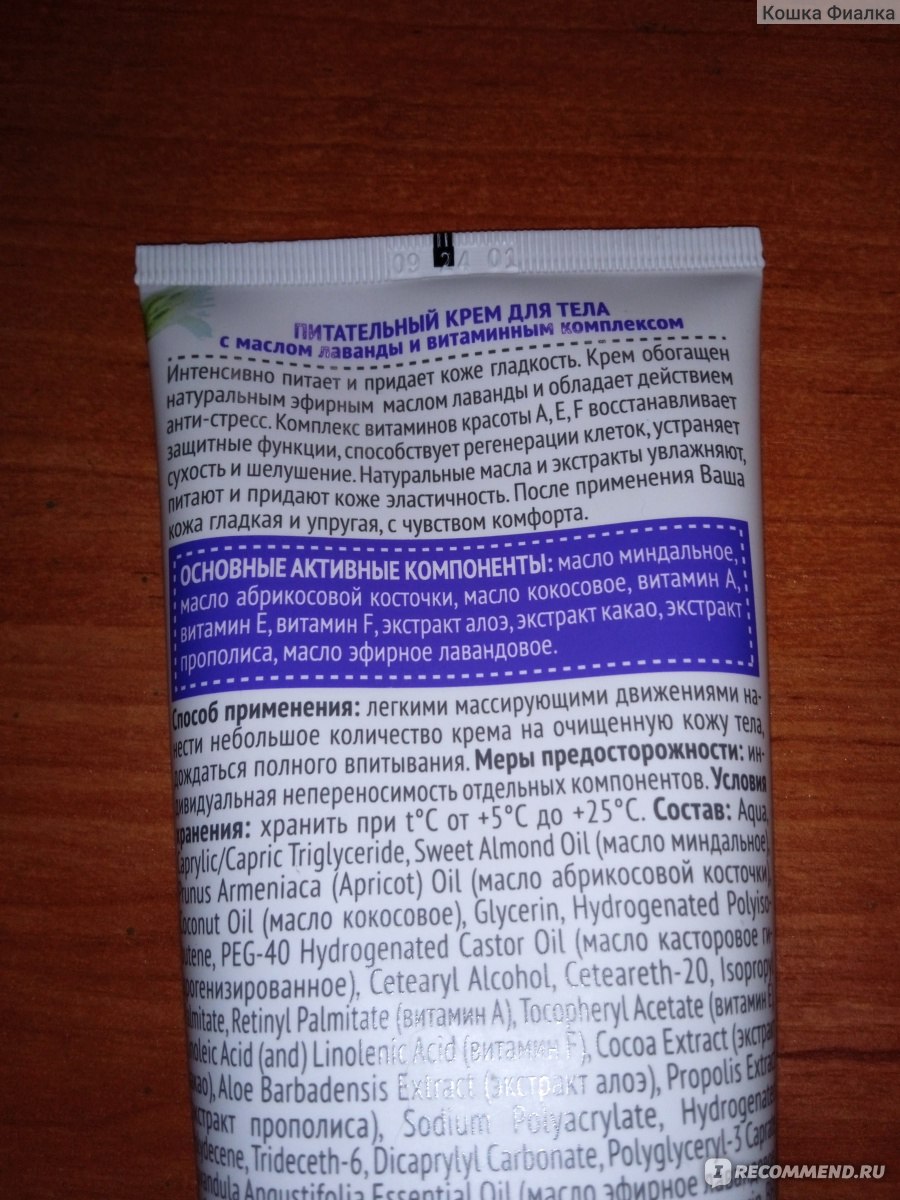 Кошка Фиалка
09 24 01
ПИТАТЕЛЬНЫЙ КРЕМ ДЛЯ ТЕЛА
с маслом лаванды и витаминным комплексом
Интенсивно питает и придает коже гладкость. Крем обогащен
натуральным эфирным маслом лаванды и обладает действием
анти-стресс. Комплекс витаминов красоты A, E, F восстанавливает
защитные функции, способствует регенерации клеток, устраняет
сухость и шелушение. Натуральные масла и экстракты увлажняют,
питают и придают коже эластичность. После применения Ваша
кожа гладкая и упругая, с чувством комфорта.
ОСНОВНЫЕ АКТИВНЫЕ КОМПОНЕНТЫ: масло миндальное,
масло абрикосовой косточки, масло кокосовое, витамин A,
витамин E, витамин F, экстракт алоэ, экстракт какао, экстракт
прополиса, масло эфирное лавандовое.
Способ применения: легкими массирующими движениями на-
нести небольшое количество крема на очищенную кожу тела,
дождаться полного впитывания. Меры предосторожности: ин-
дивидуальная непереносимость отдельных компонентов. Условия
хранения: хранить при t°C от +5°C до +25°C. Состав: Aqua,
Caprylic/Capric Triglyceride, Sweet Almond Oil (масло миндальное),
Prunus Armeniaca (Apricot) Oil (масло абрикосовой косточки),
Coconut Oil (масло кокосовое), Glycerin, Hydrogenated Polyiso-
butene, PEG-40 Hydrogenated Castor Oil (масло касторовое ги-
дрогенизированное), Cetearyl Alcohol, Ceteareth-20, Isopropyl
Palmitate, Retinyl Palmitate (витамин A), Tocopheryl Acetate (витамин E),
Linoleic Acid (and) Linolenic Acid (витамин F), Cocoa Extract (экстракт
какао), Aloe Barbadensis Extract (экстракт алоэ), Propolis Extract
(экстракт прополиса), Sodium Polyacrylate, Hydrogenated
Trideceth-6, Dicaprylyl Carbonate, Polyglyceryl-3
Angustifolia Essential Oil (масло эфирное
IRECOMMEND.RU